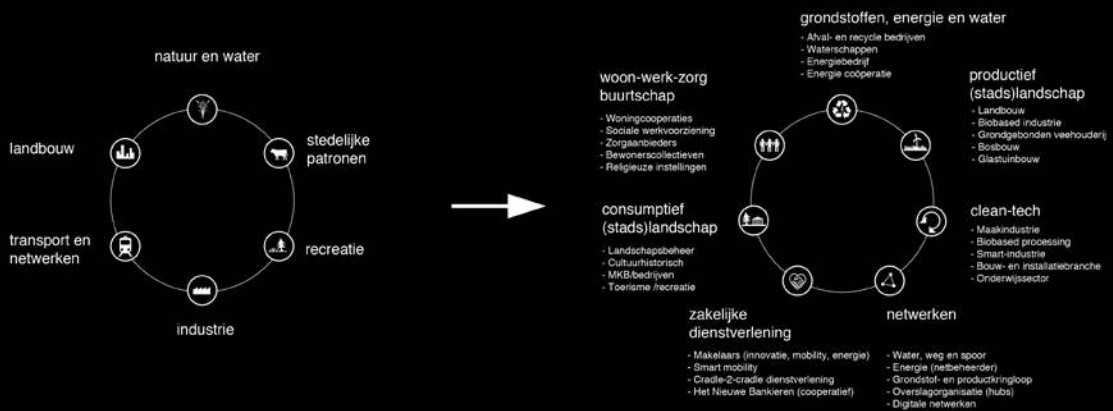 natuur en water
landbouw
stedelijke
patronen
transport en
netwerken
recreatie
industrie
grondstoffen, energie en water
- Afval- en recycle bedrijven
- Waterschappen
- Energiebedrijf
- Energie coöperatie
woon-werk-zorg
buurtschap
- Woningcooperaties
- Sociale werkvoorziening
- Zorgaanbieders
- Bewonerscollectieven
- Religieuze instellingen
productief
(stads)landschap
- Landbouw
- Biobased industrie
- Grondgebonden veehouderij
- Bosbouw
- Glastuinbouw
consumptief
(stads)landschap
- Landschapsbeheer
- Cultuurhistorisch
- MKB/bedrijven
- Toerisme /recreatie
clean-tech
- Maakindustrie
- Biobased processing
- Smart-industrie
- Bouw- en installatiebranche
- Onderwijssector
zakelijke
dienstverlening
- Makelaars (innovatie, mobility, energie)
- Smart mobility
- Cradle-2-cradle dienstverlening
- Het Nieuwe Bankieren (cooperatief)
netwerken
- Water, weg en spoor
- Energie (netbeheerder)
- Grondstof- en productkringloop
- Overslagorganisatie (hubs)
- Digitale netwerken